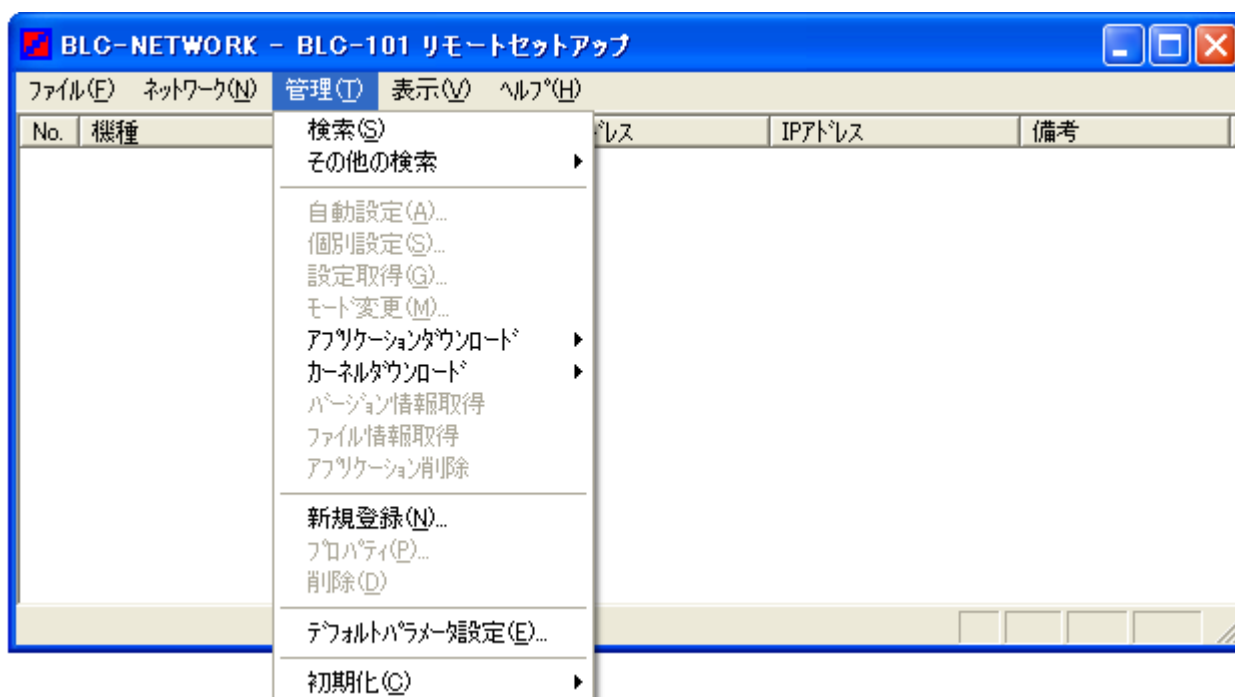 BLC-NETWORK - BLC-101 リモートセットアップ
ファイル(F) ネットワーク(N) 管理(T) 表示(V) ヘルプ(H)
No. 機種 ドレス IPアドレス 備考
検索(S)
その他の検索
自動設定(A)...
個別設定(S)...
設定取得(G)...
モード変更(M)...
アプリケーションダウンロード
カーネルダウンロード
バージョン情報取得
ファイル情報取得
アプリケーション削除
新規登録(N)...
プロパティ(P)...
削除(D)
デフォルトパラメータ設定(E)...
初期化(C)